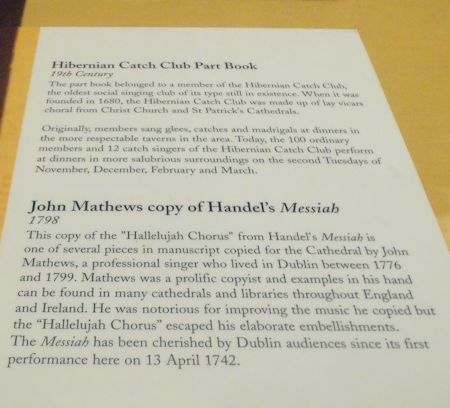 Hibernian Catch Club Part Book
19th Century
The part book belonged to a member of the Hibernian Catch Club,
the oldest social singing club of its type still in existence. When it was
founded in 1680, the Hibernian Catch Club was made up of lay vicars
choral from Christ Church and St Patrick's Cathedrals.
Originally, members sang glees, catches and madrigals at dinners in
the more respectable taverns in the area. Today, the 100 ordinary
members and 12 catch singers of the Hibernian Catch Club perform
at dinners in more salubrious surroundings on the second Tuesdays of
November, December, February and March.
John Mathews copy of Handel's Messiah
1798
This copy of the "Hallelujah Chorus" from Handel's Messiah is
one of several pieces in manuscript copied for the Cathedral by John
Mathews, a professional singer who lived in Dublin between 1776
and 1799. Mathews was a prolific copyist and examples in his hand
can be found in many cathedrals and libraries throughout England
and Ireland. He was notorious for improving the music he copied but
the “Hallelujah Chorus” escaped his elaborate embellishments.
The Messiah has been cherished by Dublin audiences since its first
performance here on 13 April 1742.